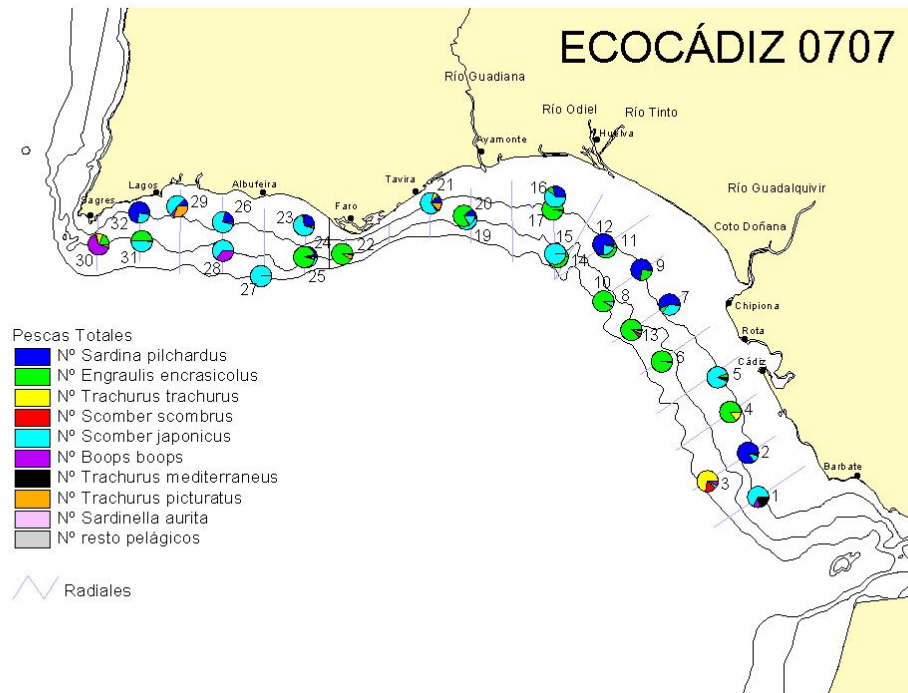 ECOCÁDIZ 0707
Río Guadiana
Río Odiel
Río Tinto
Huelva
Ayamonte
Río Guadalquivir
Lagos
Albufeira
Tavira
21
16
Sagres
29
26
23
Faro
20
17
12
Coto Doñana
32
24
22
19
15
11
30
31
28
25
14
9
27
10
8
7
Chipiona
13
Rota
Pescas Totales
6
Cádiz
Nº Sardina pilchardus
5
Nº Engraulis encrasicolus
Nº Trachurus trachurus
4
Nº Scomber scombrus
Nº Scomber japonicus
2
Nº Boops boops
Barbate
Nº Trachurus mediterraneus
3
1
Nº Trachurus picturatus
Nº Sardinella aurita
Nº resto pelágicos
Radiales